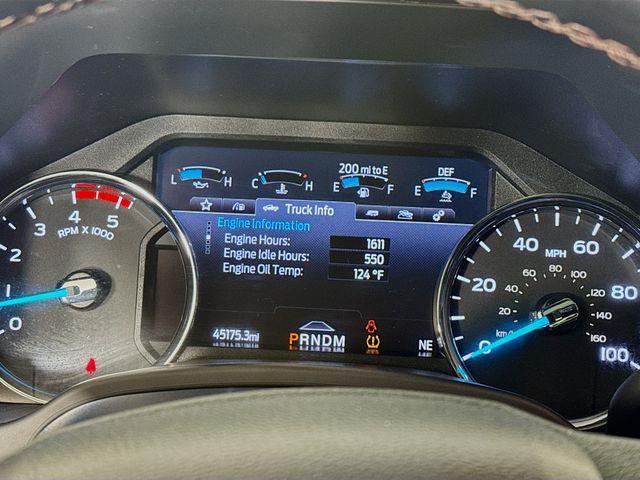 200 mi to E
DEF
L H C H E F E F
Truck Info
Engine Information
Engine Hours: 1611
Engine Idle Hours: 550
Engine Oil Temp: 124 °F
45175.3mi
PRNDM
NE
0 2 3 4 5
RPM X 1000
0 20 40 60 80 100
MPH
20 40 60 80 100 120 140 160
km/h